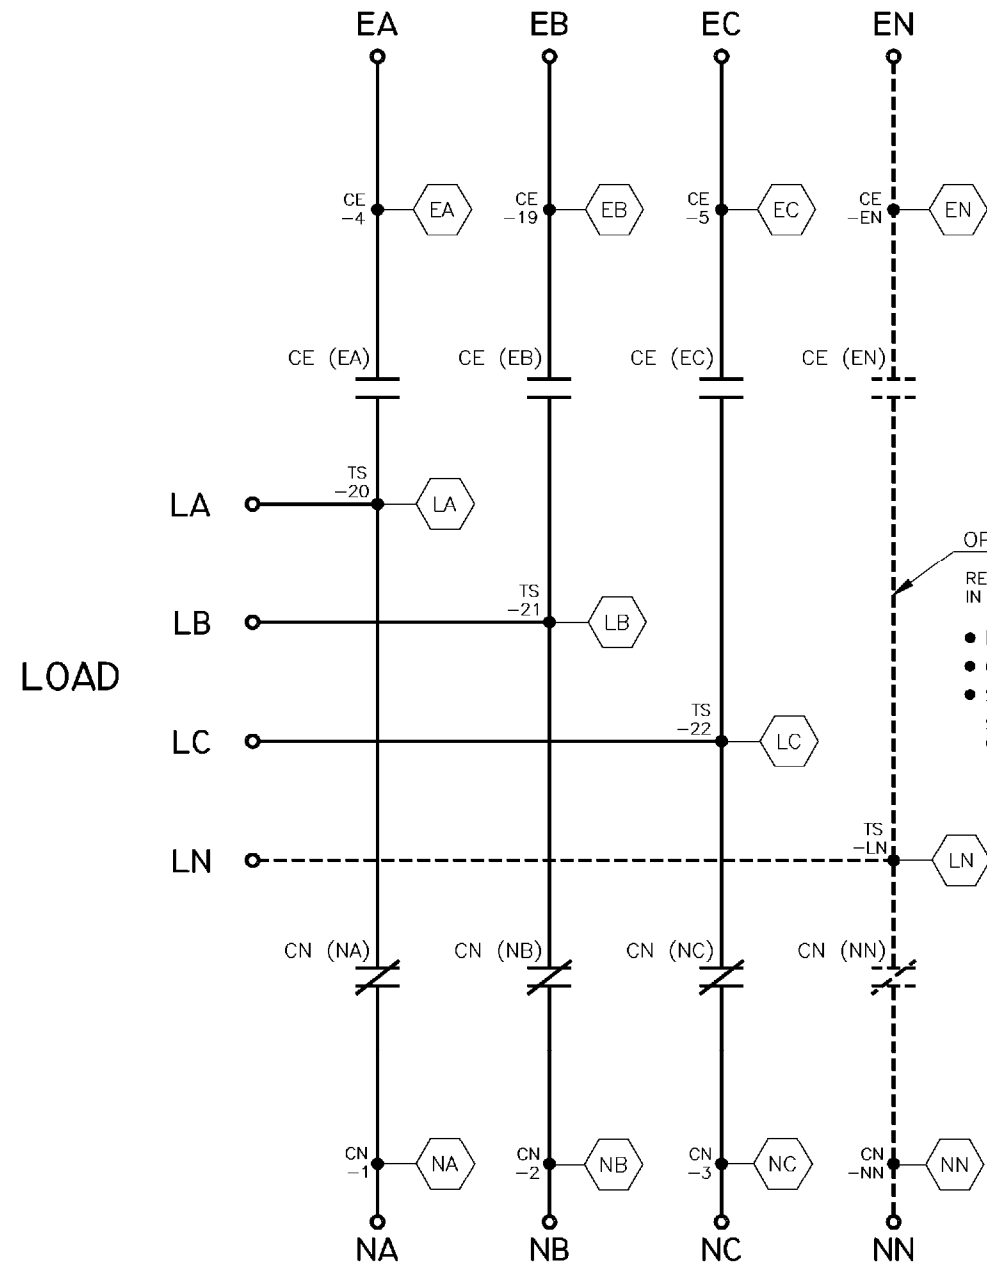 EA EB EC EN
CE
-4
EA
CE
-19
EB
CE
-5
EC
CE
-EN
EN
CE (EA) CE (EB) CE (EC) CE (EN)
TS
-20
LA
LA
TS
-21
LB
LB
LOAD
TS
-22
LC
LC
TS
-LN
LN
LN
CN (NA) CN (NB) CN (NC) CN (NN)
CN
-1
NA
CN
-2
NB
CN
-3
NC
CN
-NN
NN
NA NB NC NN
IN